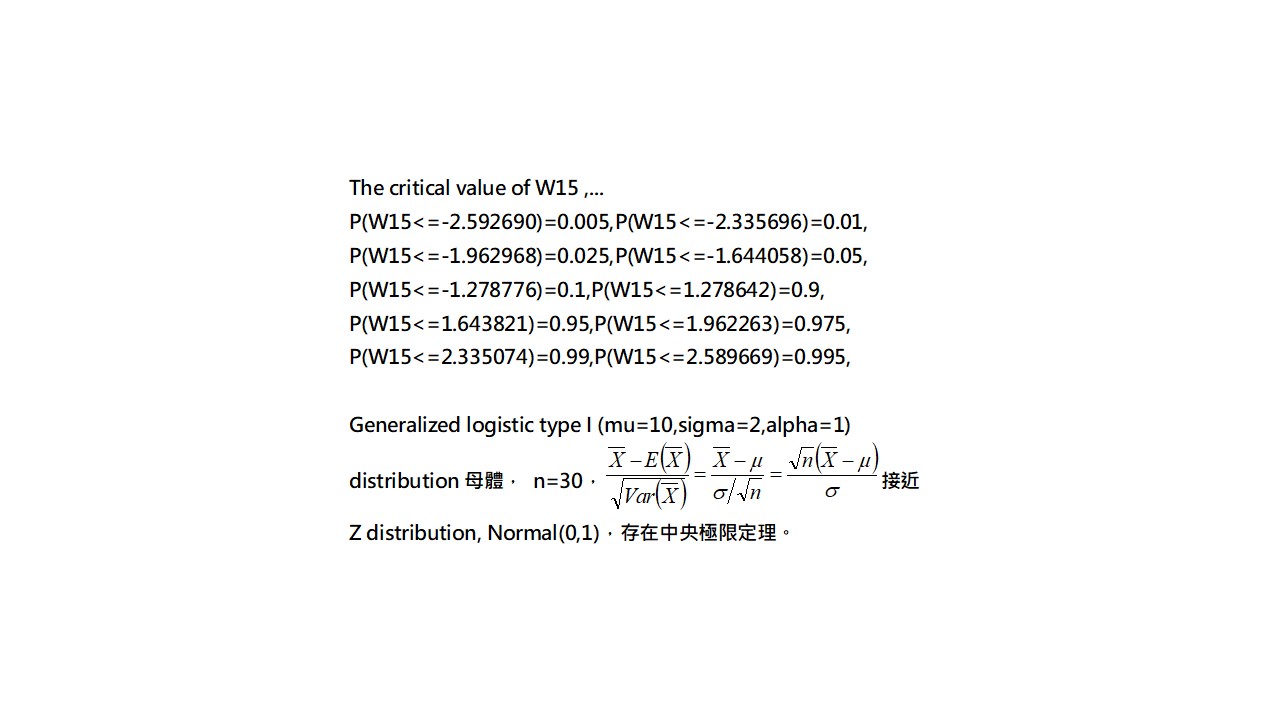 The critical value of W15 ,...
P(W15<=-2.592690)=0.005,P(W15<=-2.335696)=0.01,
P(W15<=-1.962968)=0.025,P(W15<=-1.644058)=0.05,
P(W15<=-1.278776)=0.1,P(W15<=1.278642)=0.9,
P(W15<=1.643821)=0.95,P(W15<=1.962263)=0.975,
P(W15<=2.335074)=0.99,P(W15<=2.589669)=0.995,
Generalized logistic type I (mu=10,sigma=2,alpha=1)
distribution 母體， n=30， \frac{\overline{X}-E(\overline{X})}{\sqrt{Var(\overline{X})}}=\frac{\overline{X}-μ}{σ/\sqrt{n}}=\frac{\sqrt{n}(\overline{X}-μ)}{σ} 接近
Z distribution, Normal(0,1)，存在中央極限定理。